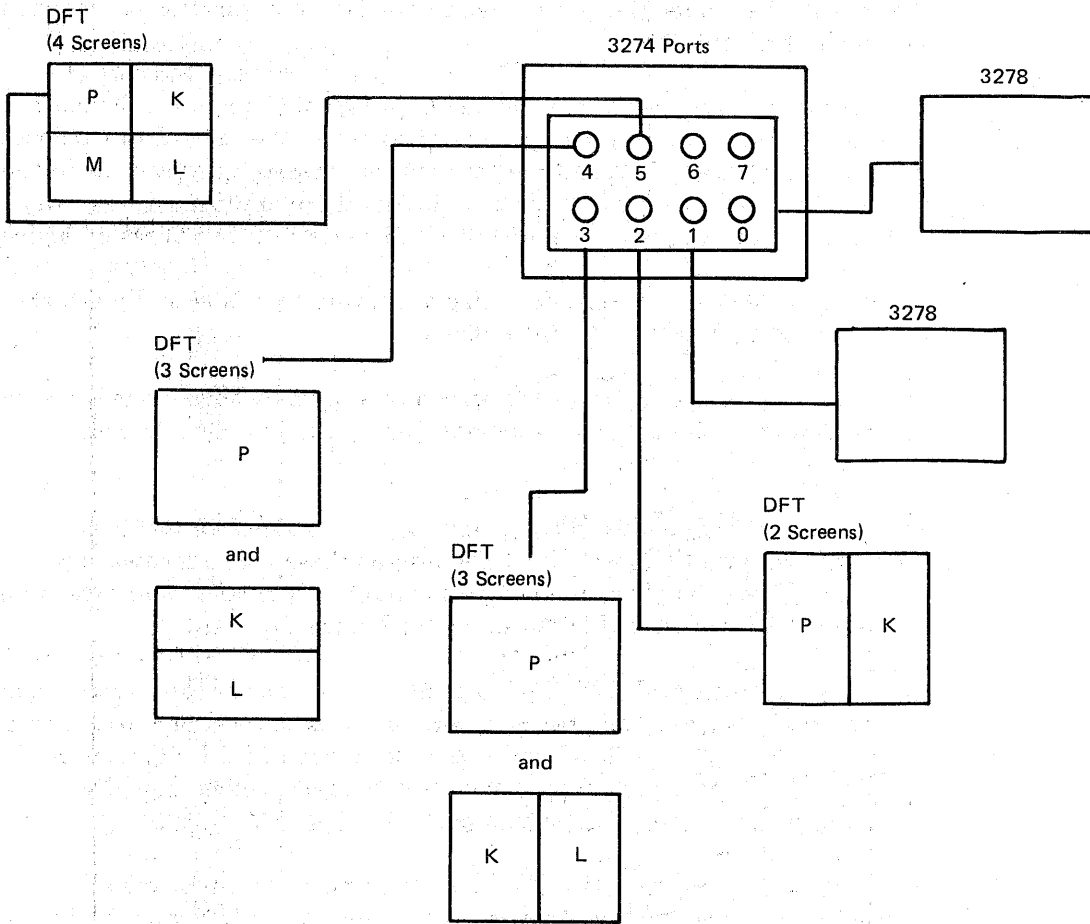 DFT
(4 Screens)
P K
M L
3274 Ports
4 5 6 7
3 2 1 0
3278
3278
DFT
(3 Screens)
P
and
K
L
DFT
(3 Screens)
P
and
K L
DFT
(2 Screens)
P K